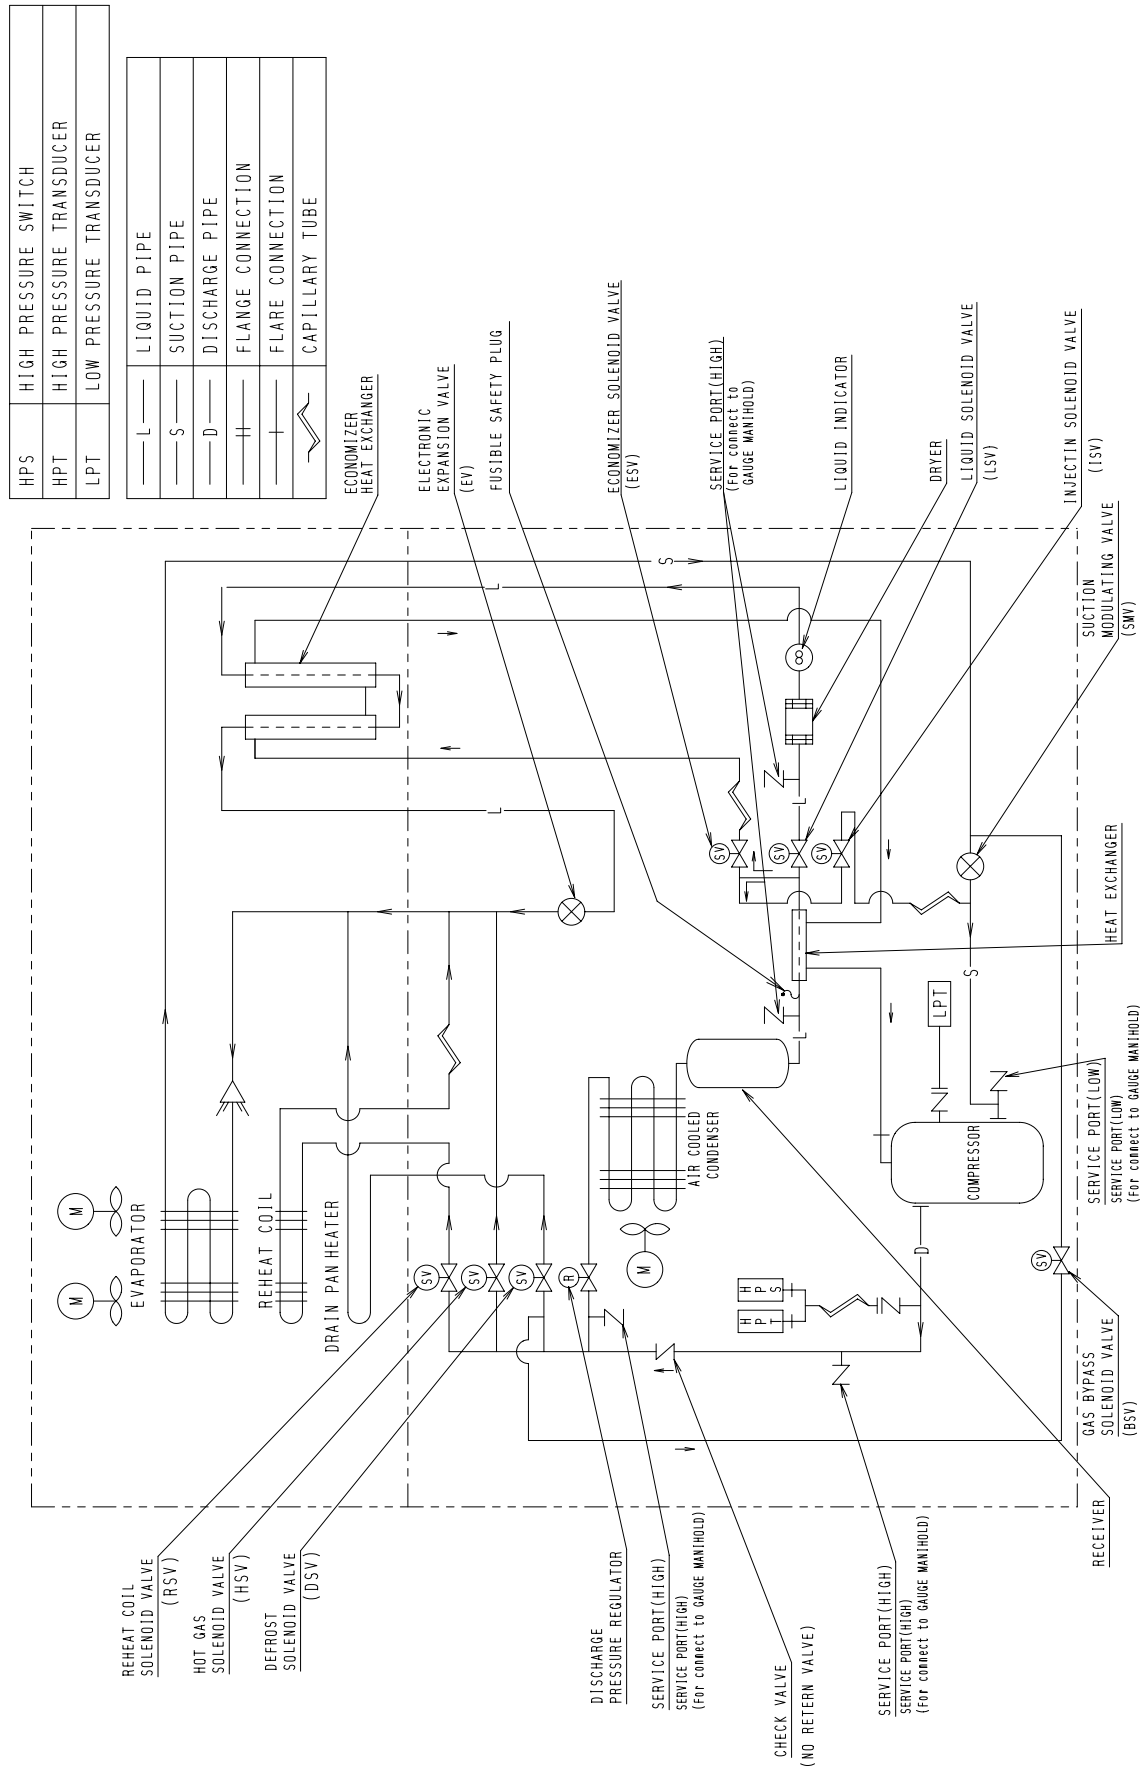 HPS HIGH PRESSURE SWITCH
HPT HIGH PRESSURE TRANSDUCER
LPT LOW PRESSURE TRANSDUCER
L LIQUID PIPE
S SUCTION PIPE
D DISCHARGE PIPE
FLANGE CONNECTION
FLARE CONNECTION
CAPILLARY TUBE
ECONOMIZER
HEAT EXCHANGER
ELECTRONIC
EXPANSION VALVE
(EV)
FUSIBLE SAFETY PLUG
ECONOMIZER SOLENOID VALVE
(ESV)
SERVICE PORT(HIGH)
(For connect to
GAUGE MANIHOLD)
LIQUID INDICATOR
DRYER
LIQUID SOLENOID VALVE
(LSV)
INJECTIN SOLENOID VALVE
(ISV)
SUCTION
MODULATING VALVE
(SMV)
HEAT EXCHANGER
SERVICE PORT(LOW)
SERVICE PORT(LOW)
(For connect to GAUGE MANIHOLD)
GAS BYPASS
SOLENOID VALVE
(BSV)
RECEIVER
REHEAT COIL
SOLENOID VALVE
(RSV)
HOT GAS
SOLENOID VALVE
(HSV)
DEFROST
SOLENOID VALVE
(DSV)
DISCHARGE
PRESSURE REGULATOR
SERVICE PORT(HIGH)
SERVICE PORT(HIGH)
(For connect to GAUGE MANIHOLD)
CHECK VALVE
(NO RETERN VALVE)
SERVICE PORT(HIGH)
SERVICE PORT(HIGH)
(For connect to GAUGE MANIHOLD)
M
M
EVAPORATOR
REHEAT COIL
DRAIN PAN HEATER
SV
SV
SV
R
M
AIR COOLED
CONDENSER
HPS
HPT
COMPRESSOR
LPT
SV
SV
SV
SV
L
L
L
L
S
S
D